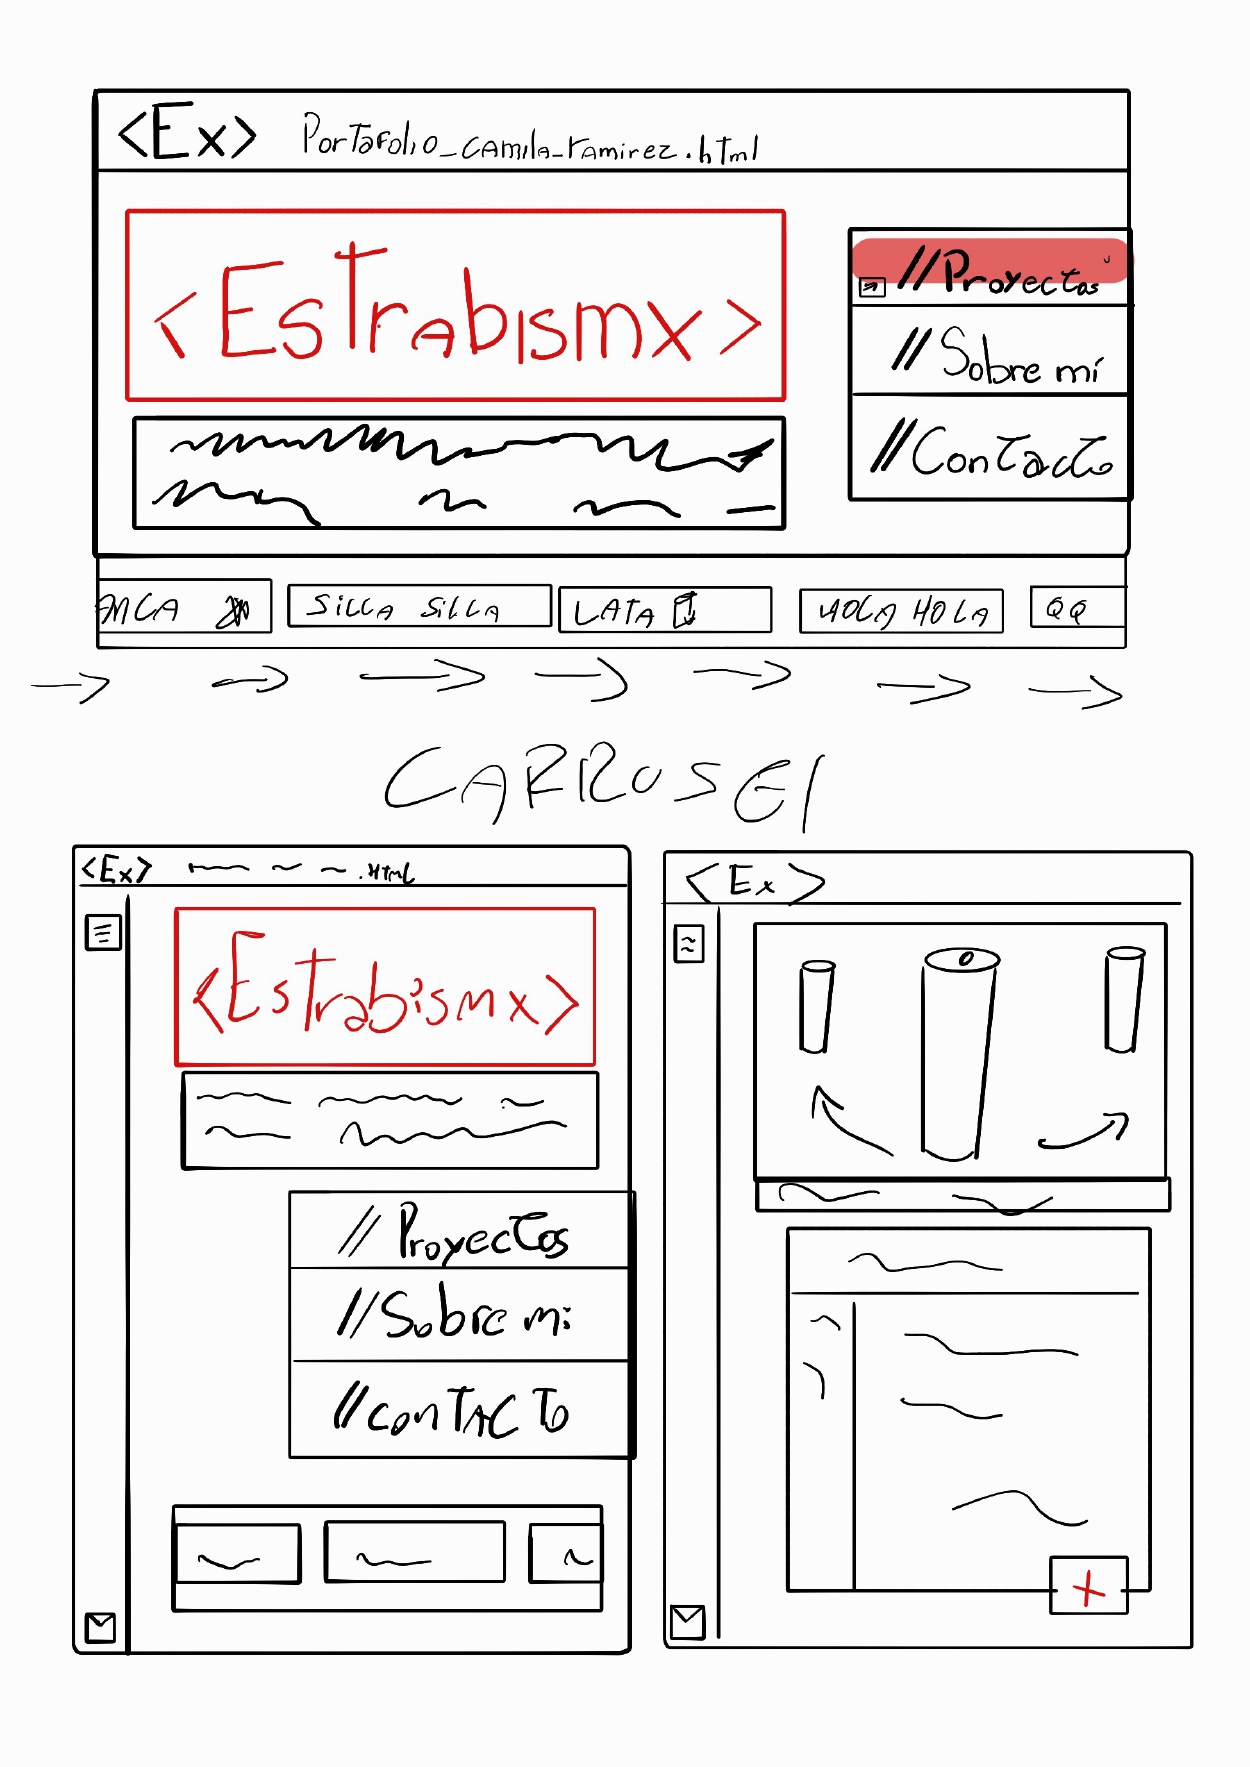 <Ex> Portafolio_camila_ramirez.html
<Estrabismx>
//Proyectos
//Sobre mí
//Contacto
SILLA SILLA
LATA
HOLA HOLA
QQ
CARRUSEl
<Ex> .Html
<Estrabismx>
//Proyectos
//Sobre mi
//contACTO
<Ex>